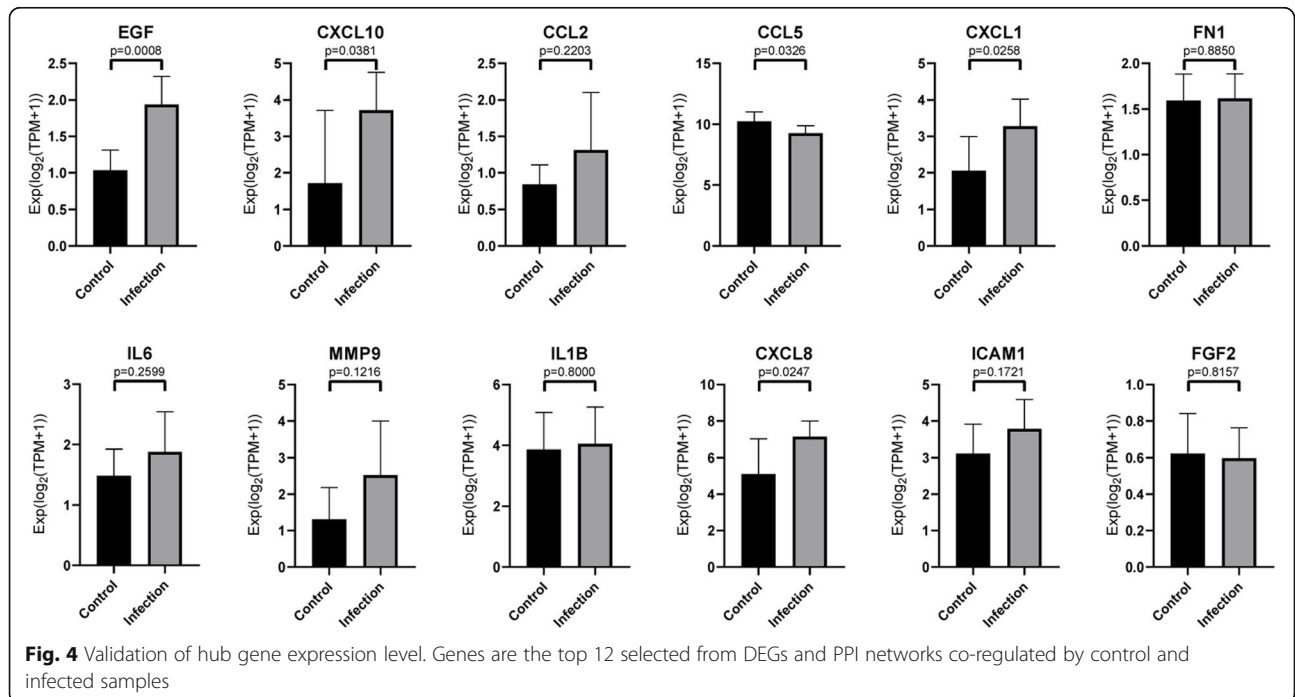 EGF
p=0.0008
Exp(log₂(TPM+1))
2.5
2.0
1.5
1.0
0.5
0.0
Control
Infection
CXCL10
p=0.0381
Exp(log₂(TPM+1))
5
4
3
2
1
0
Control
Infection
CCL2
p=0.2203
Exp(log₂(TPM+1))
2.5
2.0
1.5
1.0
0.5
0.0
Control
Infection
CCL5
p=0.0326
Exp(log₂(TPM+1))
15
10
5
0
Control
Infection
CXCL1
p=0.0258
Exp(log₂(TPM+1))
5
4
3
2
1
0
Control
Infection
FN1
p=0.8850
Exp(log₂(TPM+1))
2.0
1.5
1.0
0.5
0.0
Control
Infection
IL6
p=0.2599
Exp(log₂(TPM+1))
3
2
1
0
Control
Infection
MMP9
p=0.1216
Exp(log₂(TPM+1))
5
4
3
2
1
0
Control
Infection
IL1B
p=0.8000
Exp(log₂(TPM+1))
6
4
2
0
Control
Infection
CXCL8
p=0.0247
Exp(log₂(TPM+1))
10
8
6
4
2
0
Control
Infection
ICAM1
p=0.1721
Exp(log₂(TPM+1))
5
4
3
2
1
0
Control
Infection
FGF2
p=0.8157
Exp(log₂(TPM+1))
1.0
0.8
0.6
0.4
0.2
0.0
Control
Infection
Fig. 4 Validation of hub gene expression level. Genes are the top 12 selected from DEGs and PPI networks co-regulated by control and
infected samples